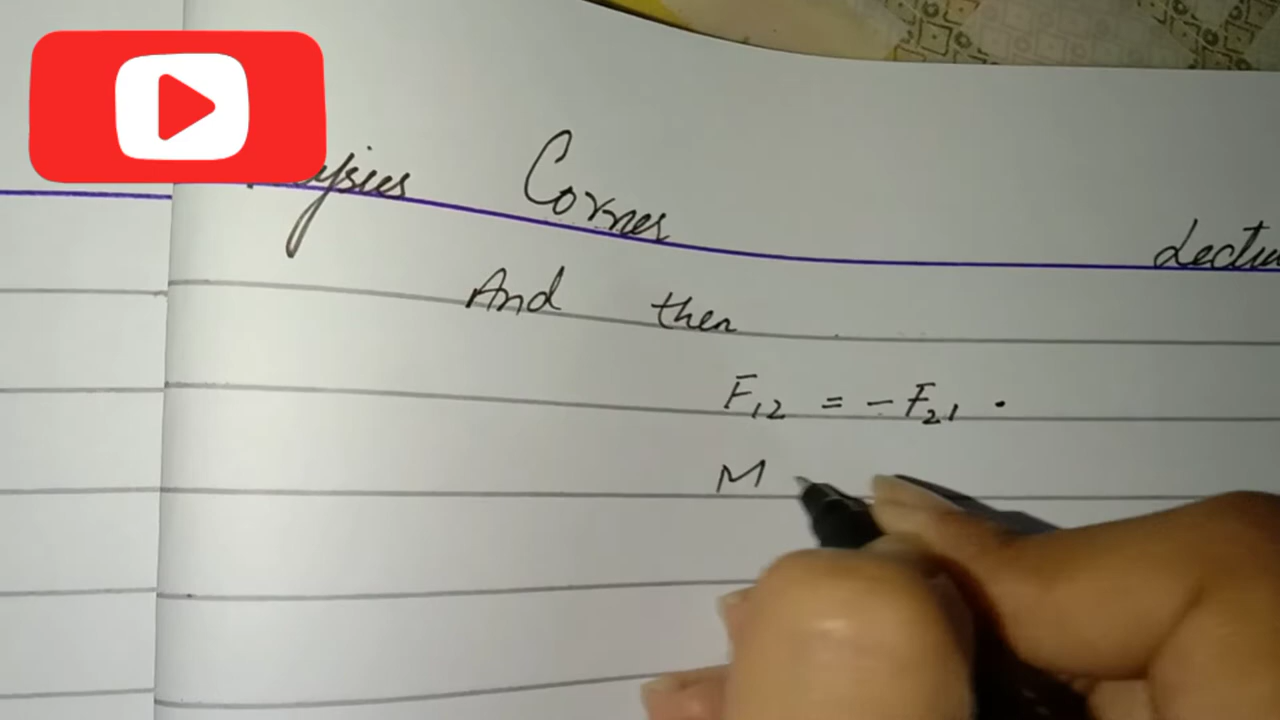 Corner
And then
F₁₂ = -F₂₁ .
M